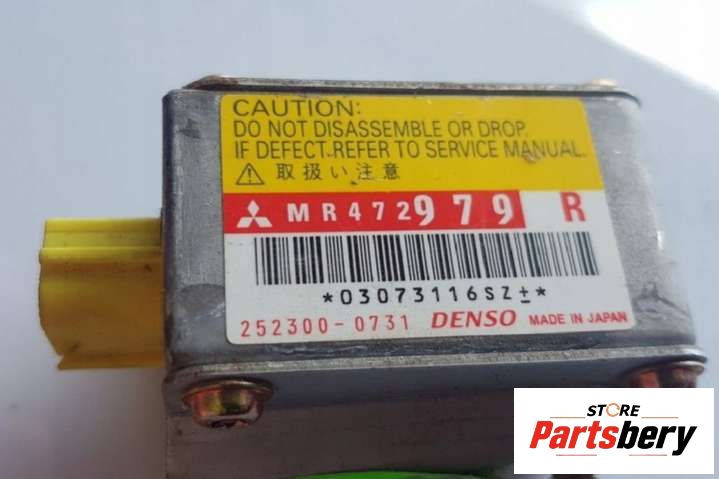 CAUTION:
DO NOT DISASSEMBLE OR DROP.
IF DEFECT-REFER TO SERVICE MANUAL.
取扱い注意
MR472979 R
*03073116SZ±*
252300-0731 DENSO MADE IN JAPAN
STORE
Partsbery